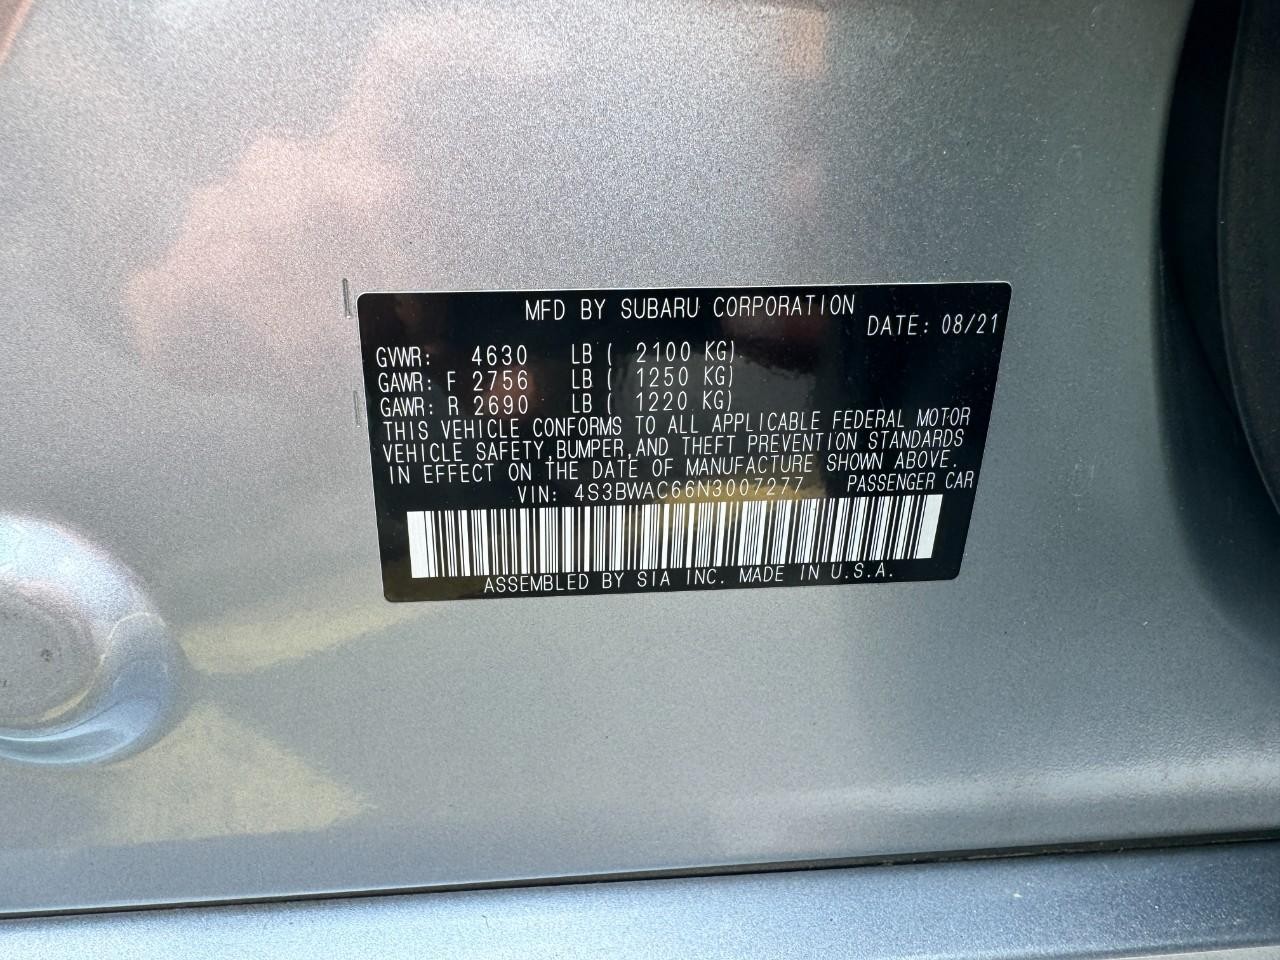 MFD BY SUBARU CORPORATION
DATE: 08/21
GVWR: 4630 LB ( 2100 KG)
GAWR: F 2756 LB ( 1250 KG)
GAWR: R 2690 LB ( 1220 KG)
THIS VEHICLE CONFORMS TO ALL APPLICABLE FEDERAL MOTOR
VEHICLE SAFETY,BUMPER,AND THEFT PREVENTION STANDARDS
IN EFFECT ON THE DATE OF MANUFACTURE SHOWN ABOVE.
VIN: 4S3BWAC66N3007277 PASSENGER CAR
ASSEMBLED BY SIA INC. MADE IN U.S.A.